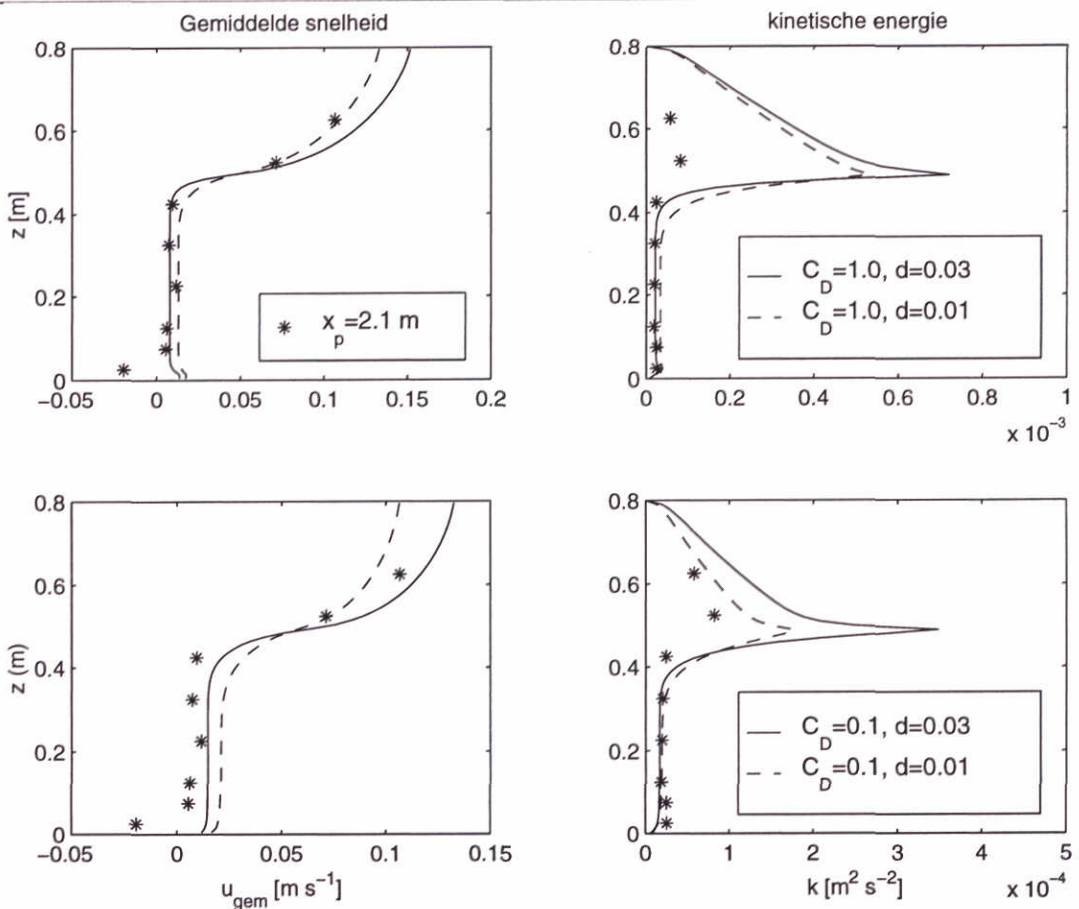 Gemiddelde snelheid
kinetische energie
0.8
0.6
0.4
0.2
0
z [m]
* x_p=2.1 m
−0.05 0 0.05 0.1 0.15 0.2
0.8
0.6
0.4
0.2
0
C_D=1.0, d=0.03
C_D=1.0, d=0.01
0 0.2 0.4 0.6 0.8 1
x 10^−3
0.8
0.6
0.4
0.2
0
z (m)
−0.05 0 0.05 0.1 0.15
u_gem [m s^−1]
0.8
0.6
0.4
0.2
0
C_D=0.1, d=0.03
C_D=0.1, d=0.01
0 1 2 3 4 5
k [m^2 s^−2]
x 10^−4